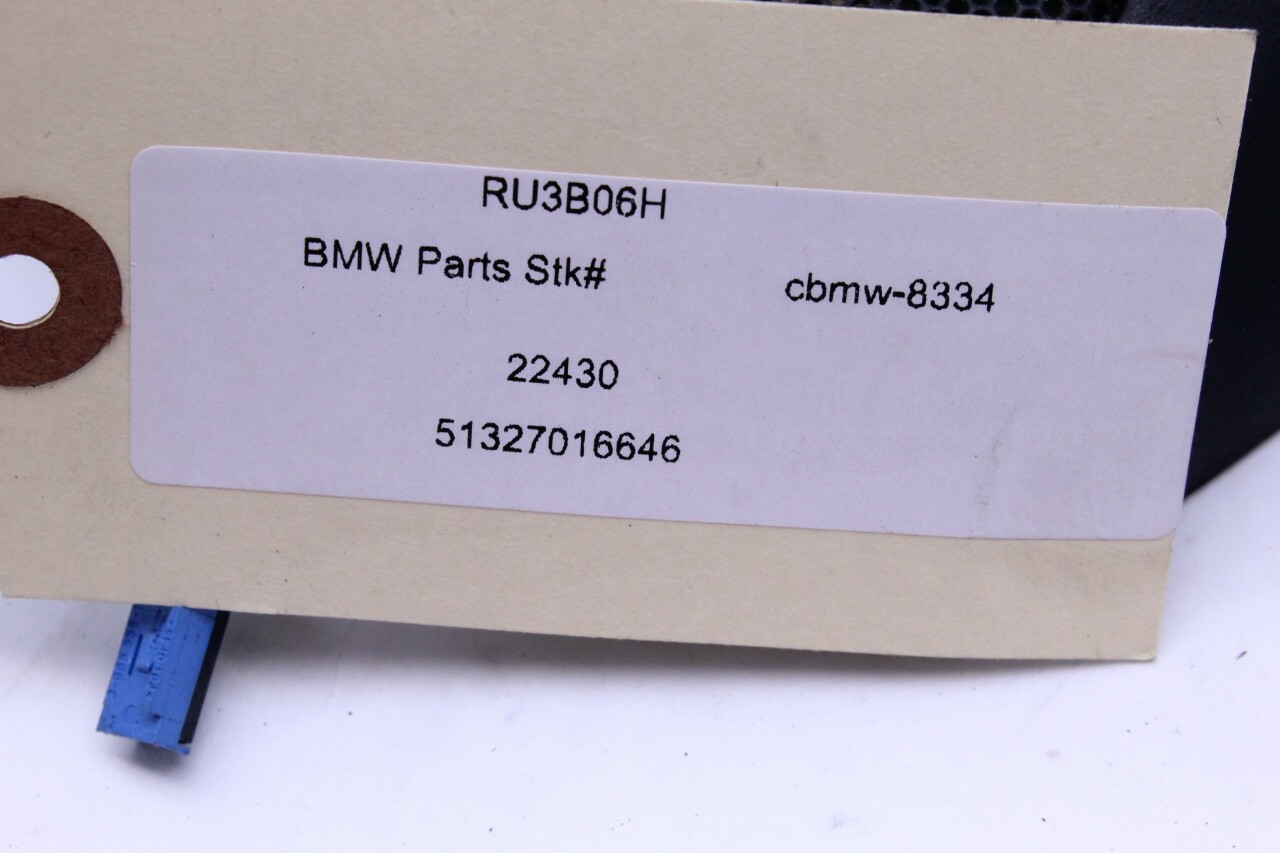 RU3B06H
BMW Parts Stk# cbmw-8334
22430
51327016646